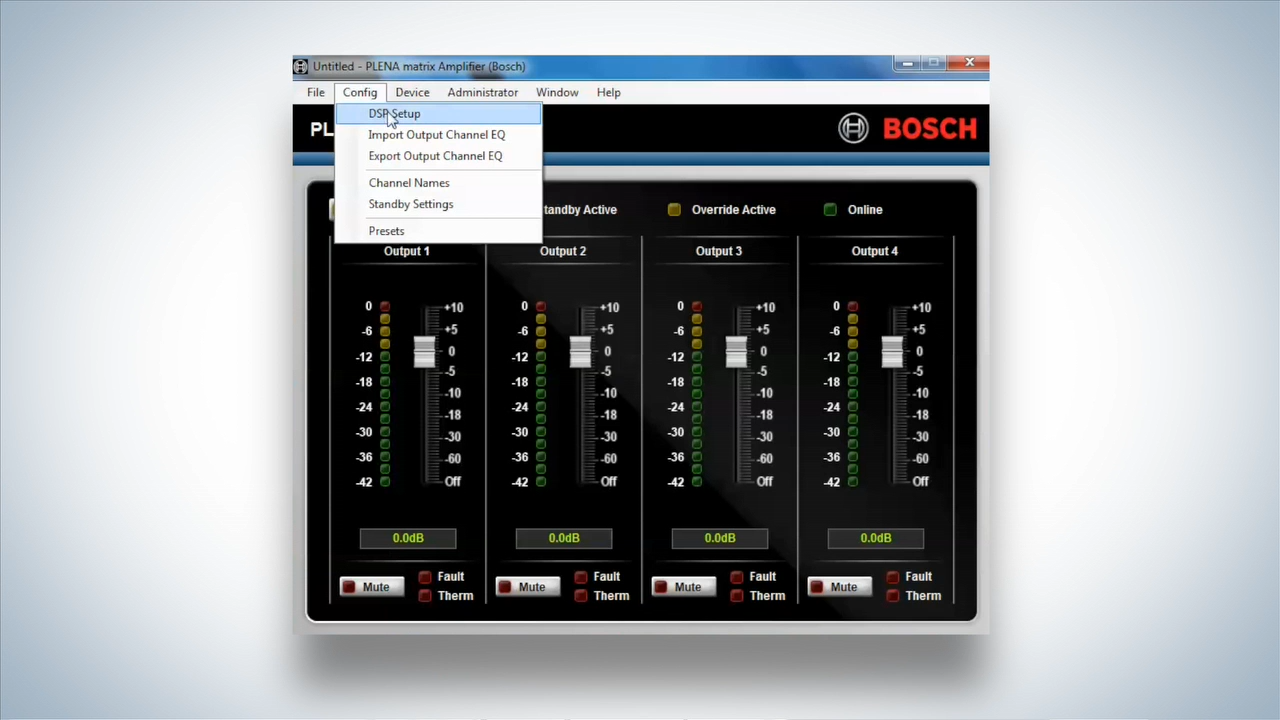 Untitled - PLENA matrix Amplifier (Bosch)
File Config Device Administrator Window Help
DSP Setup
Import Output Channel EQ
Export Output Channel EQ
Channel Names
Standby Settings
Presets
PL
BOSCH
tandby Active Override Active Online
Output 1 Output 2 Output 3 Output 4
0 +10 0 +10 0 +10 0 +10
-6 +5 -6 +5 -6 +5 -6 +5
-12 0 -12 0 -12 0 -12 0
-5 -5 -5 -5
-18 -10 -18 -10 -18 -10 -18 -10
-24 -18 -24 -18 -24 -18 -24 -18
-30 -30 -30 -30 -30 -30 -30 -30
-36 -60 -36 -60 -36 -60 -36 -60
-42 Off -42 Off -42 Off -42 Off
0.0dB 0.0dB 0.0dB 0.0dB
Mute Fault Mute Fault Mute Fault Mute Fault
Therm Therm Therm Therm